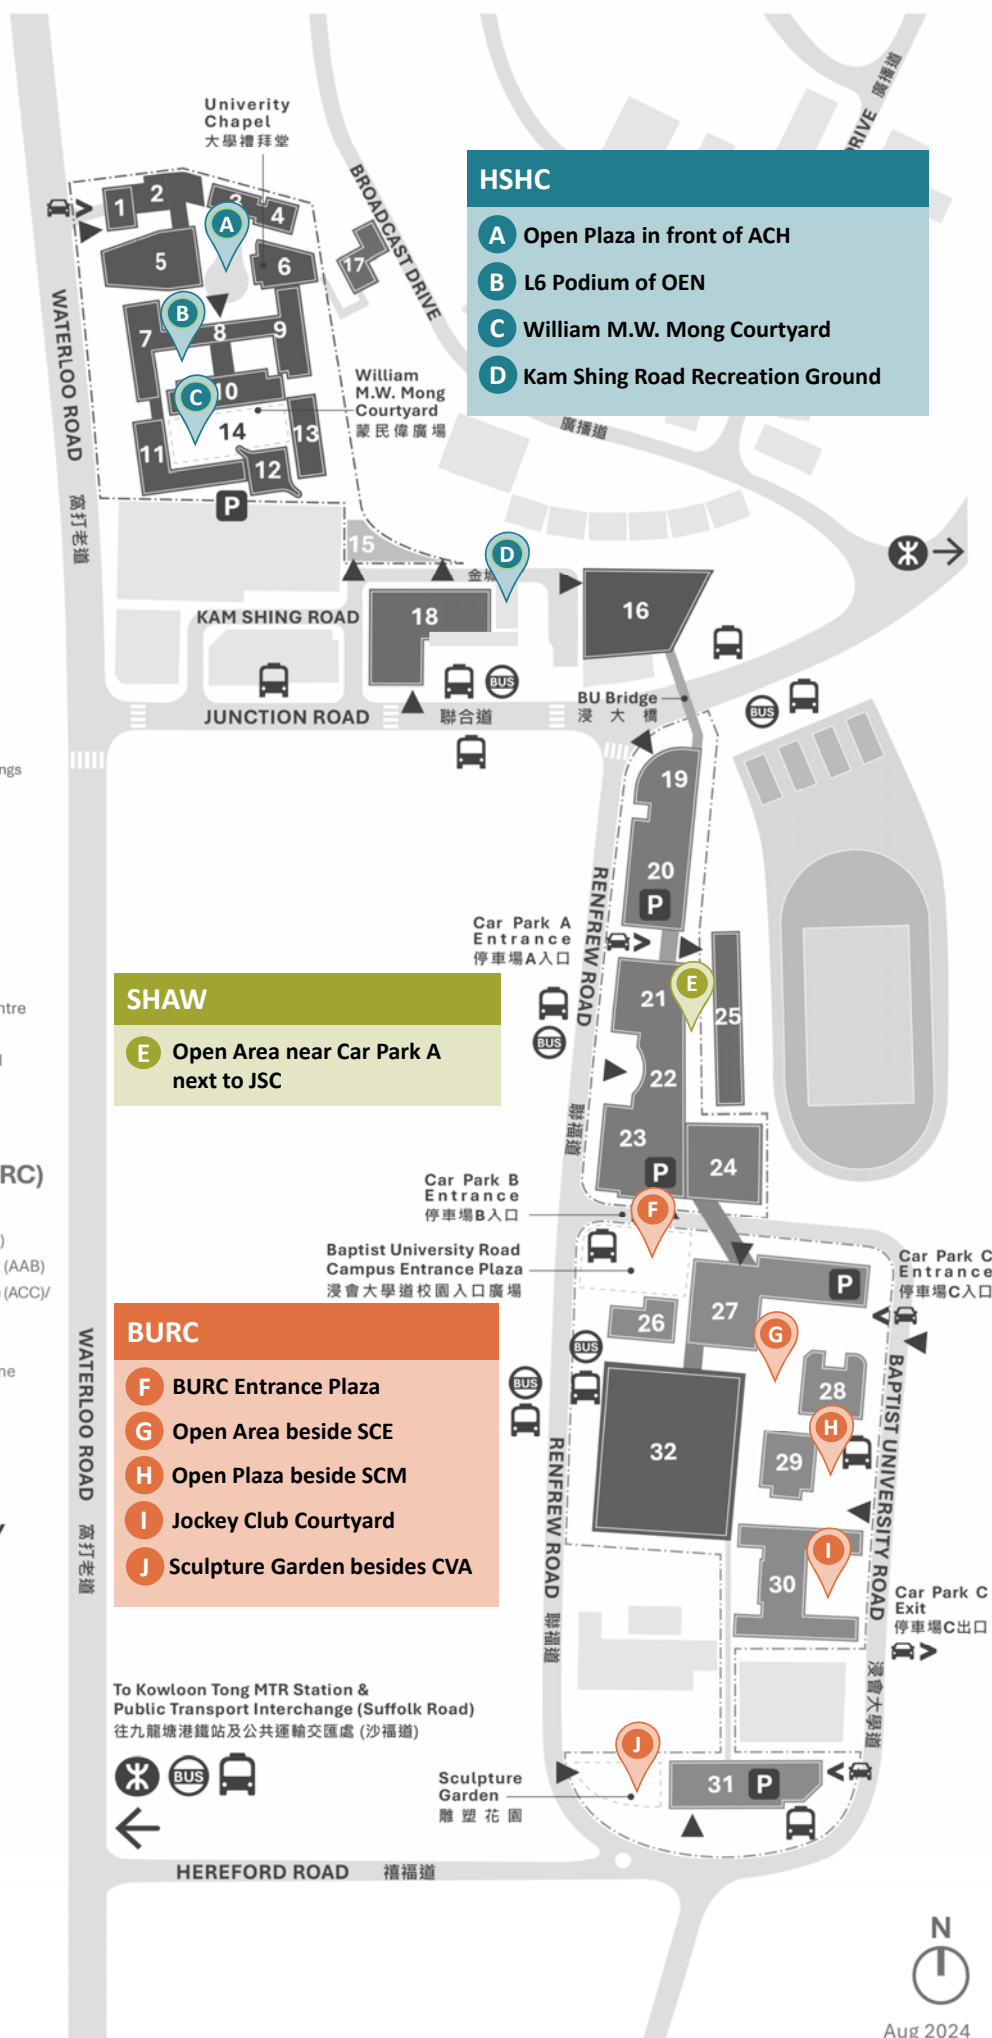 Univerity
Chapel
大學禮拜堂
BROADCAST DRIVE
廣播道
DRIVE 廣播道
HSHC
A Open Plaza in front of ACH
B L6 Podium of OEN
C William M.W. Mong Courtyard
D Kam Shing Road Recreation Ground
1
2
3
4
A
5
6
17
B
7
8
9
C
10
William
M.W. Mong
Courtyard
蒙民偉廣場
11
14
13
12
P
WATERLOO ROAD
窩打老道
15
D
金城
16
18
KAM SHING ROAD
BUS
BU Bridge
浸大橋
BUS
JUNCTION ROAD
聯合道
ngs
19
20
P
RENFREW ROAD
聯福道
Car Park A
Entrance
停車場A入口
E
21
25
BUS
SHAW
E Open Area near Car Park A
next to JSC
ntre
22
23
P
24
RC)
Car Park B
Entrance
停車場B入口
F
)
(AAB)
(ACC)/
Baptist University Road
Campus Entrance Plaza
浸會大學道校園入口廣場
Car Park C
Entrance
停車場C入口
P
26
27
G
BUS
BURC
F BURC Entrance Plaza
G Open Area beside SCE
H Open Plaza beside SCM
I Jockey Club Courtyard
J Sculpture Garden besides CVA
me
BUS
28
H
29
32
WATERLOO ROAD
窩打老道
RENFREW ROAD
聯福道
BAPTIST UNIVERSITY ROAD
浸會大學道
I
30
Car Park C
Exit
停車場C出口
To Kowloon Tong MTR Station &
Public Transport Interchange (Suffolk Road)
往九龍塘港鐵站及公共運輸交匯處 (沙福道)
BUS
J
Sculpture
Garden
雕塑花園
31
P
HEREFORD ROAD
禧福道
N
Aug 2024